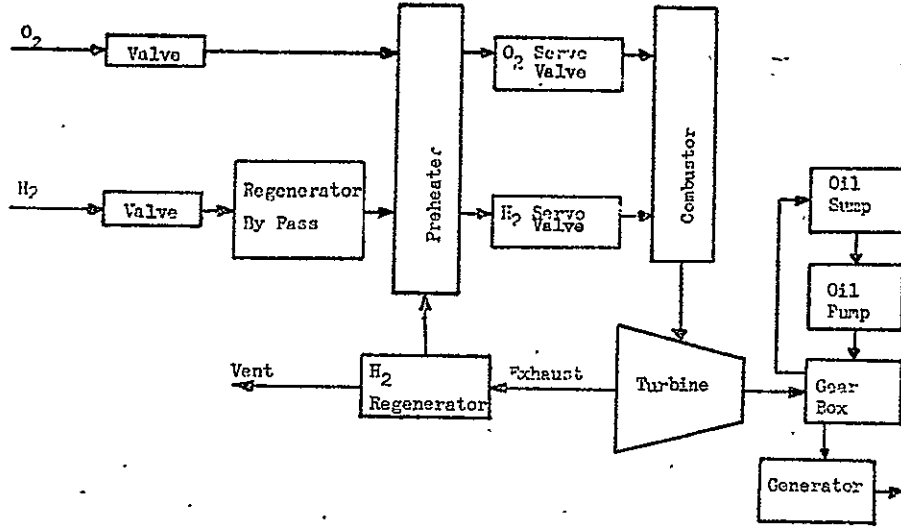 O2
Valve
O2 Servo
Valve
Preheater
Combustor
H2
Valve
Regenerator
By Pass
H2 Servo
Valve
Oil
Sump
Oil
Pump
Vent
H2
Regenerator
Exhaust
Turbine
Gear
Box
Generator